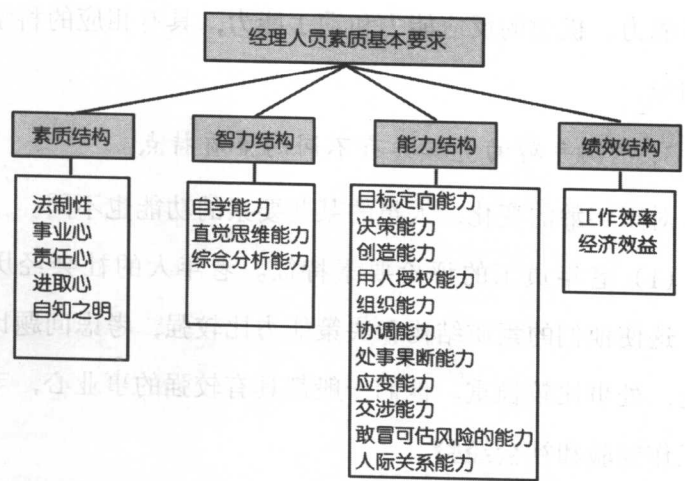 经理人员素质基本要求
素质结构
法制性
事业心
责任心
进取心
自知之明
智力结构
自学能力
直觉思维能力
综合分析能力
能力结构
目标定向能力
决策能力
创造能力
用人授权能力
组织能力
协调能力
处事果断能力
应变能力
交涉能力
敢冒可估风险的能力
人际关系能力
绩效结构
工作效率
经济效益